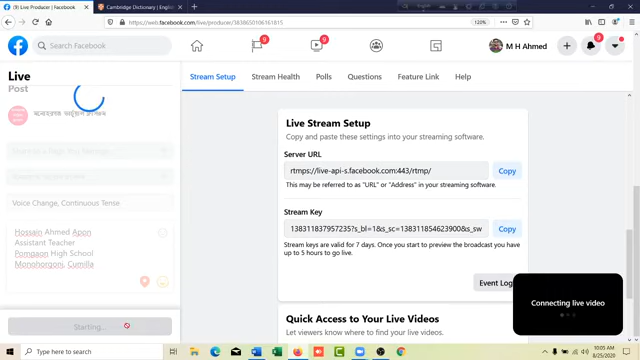 (9) Live Producer | Facebook
Cambridge Dictionary | English
https://web.facebook.com/live/producer/3838650106161815
120%
Search Facebook
9
9
M H Ahmed
9
Live
Post
Stream Setup
Stream Health
Polls
Questions
Feature Link
Help
Voice Change, Continuous Tense
Hossain Ahmed Apon
Assistant Teacher
Pomgaon High School
Monohorgonj, Cumilla
Starting...
Live Stream Setup
Copy and paste these settings into your streaming software.
Server URL
rtmps://live-api-s.facebook.com:443/rtmp/
Copy
This may be referred to as "URL" or "Address" in your streaming software.
Stream Key
138311837957235?s_bl=1&s_sc=138311854623900&s_sw
Copy
Stream keys are valid for 7 days. Once you start to preview the broadcast you have
up to 5 hours to go live.
Event Log
Connecting live video
Quick Access to Your Live Videos
Let viewers know where to find your live videos.
Type here to search
10:05 AM
8/25/2020